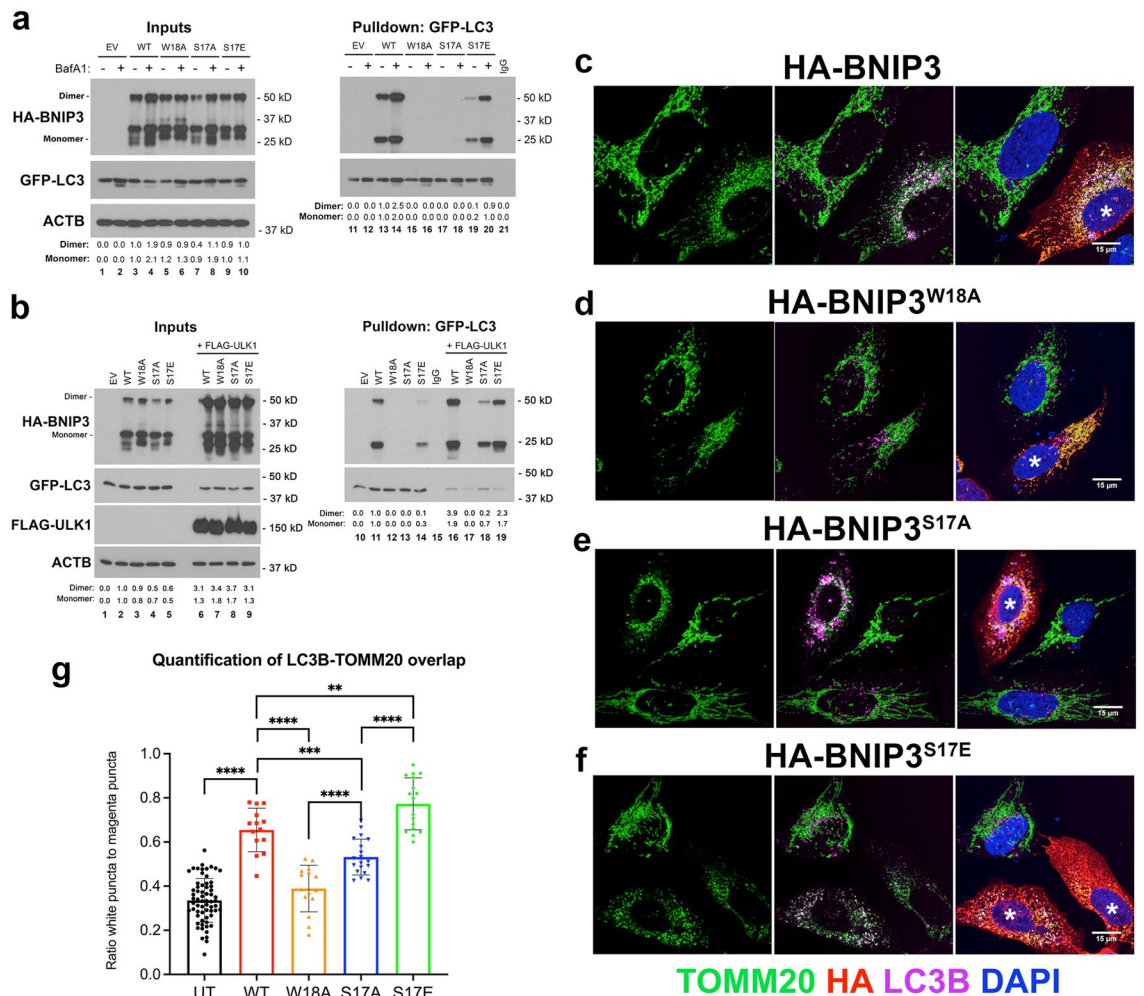 a
Inputs
EV WT W18A S17A S17E
BafA1: - + - + - + - + - +
Dimer -
HA-BNIP3
Monomer -
- 50 kD
- 37 kD
- 25 kD
GFP-LC3
ACTB
- 37 kD
Dimer: 0.0 0.0 1.0 1.9 0.9 0.9 0.4 1.1 0.9 1.0
Monomer: 0.0 0.0 1.0 2.1 1.2 1.3 0.9 1.9 1.0 1.1
1 2 3 4 5 6 7 8 9 10
Pulldown: GFP-LC3
EV WT W18A S17A S17E IgG
- + - + - + - + - +
- 50 kD
- 37 kD
- 25 kD
Dimer: 0.0 0.0 1.0 2.5 0.0 0.0 0.0 0.0 0.1 0.9 0.0
Monomer: 0.0 0.0 1.0 2.0 0.0 0.0 0.0 0.0 0.2 1.0 0.0
11 12 13 14 15 16 17 18 19 20 21
b
Inputs
+ FLAG-ULK1
EV WT W18A S17A S17E WT W18A S17A S17E
Dimer -
HA-BNIP3
Monomer -
- 50 kD
- 37 kD
- 25 kD
GFP-LC3
- 50 kD
- 37 kD
FLAG-ULK1
- 150 kD
ACTB
- 37 kD
Dimer: 0.0 1.0 0.9 0.5 0.6 3.1 3.4 3.7 3.1
Monomer: 0.0 1.0 0.8 0.7 0.5 1.3 1.8 1.7 1.3
1 2 3 4 5 6 7 8 9
Pulldown: GFP-LC3
+ FLAG-ULK1
EV WT W18A S17A S17E IgG WT W18A S17A S17E
- 50 kD
- 37 kD
- 25 kD
- 50 kD
- 37 kD
Dimer: 0.0 1.0 0.0 0.0 0.1 3.9 0.0 0.2 2.3
Monomer: 0.0 1.0 0.0 0.0 0.3 1.9 0.0 0.7 1.7
10 11 12 13 14 15 16 17 18 19
g
Quantification of LC3B-TOMM20 overlap
Ratio white puncta to magenta puncta
1.0
0.8
0.6
0.4
0.2
0.0
**
**** ****
***
**** ****
UT WT W18A S17A S17E
c
HA-BNIP3
*
15 µm
d
HA-BNIP3W18A
*
15 µm
e
HA-BNIP3S17A
*
15 µm
f
HA-BNIP3S17E
* *
15 µm
TOMM20 HA LC3B DAPI